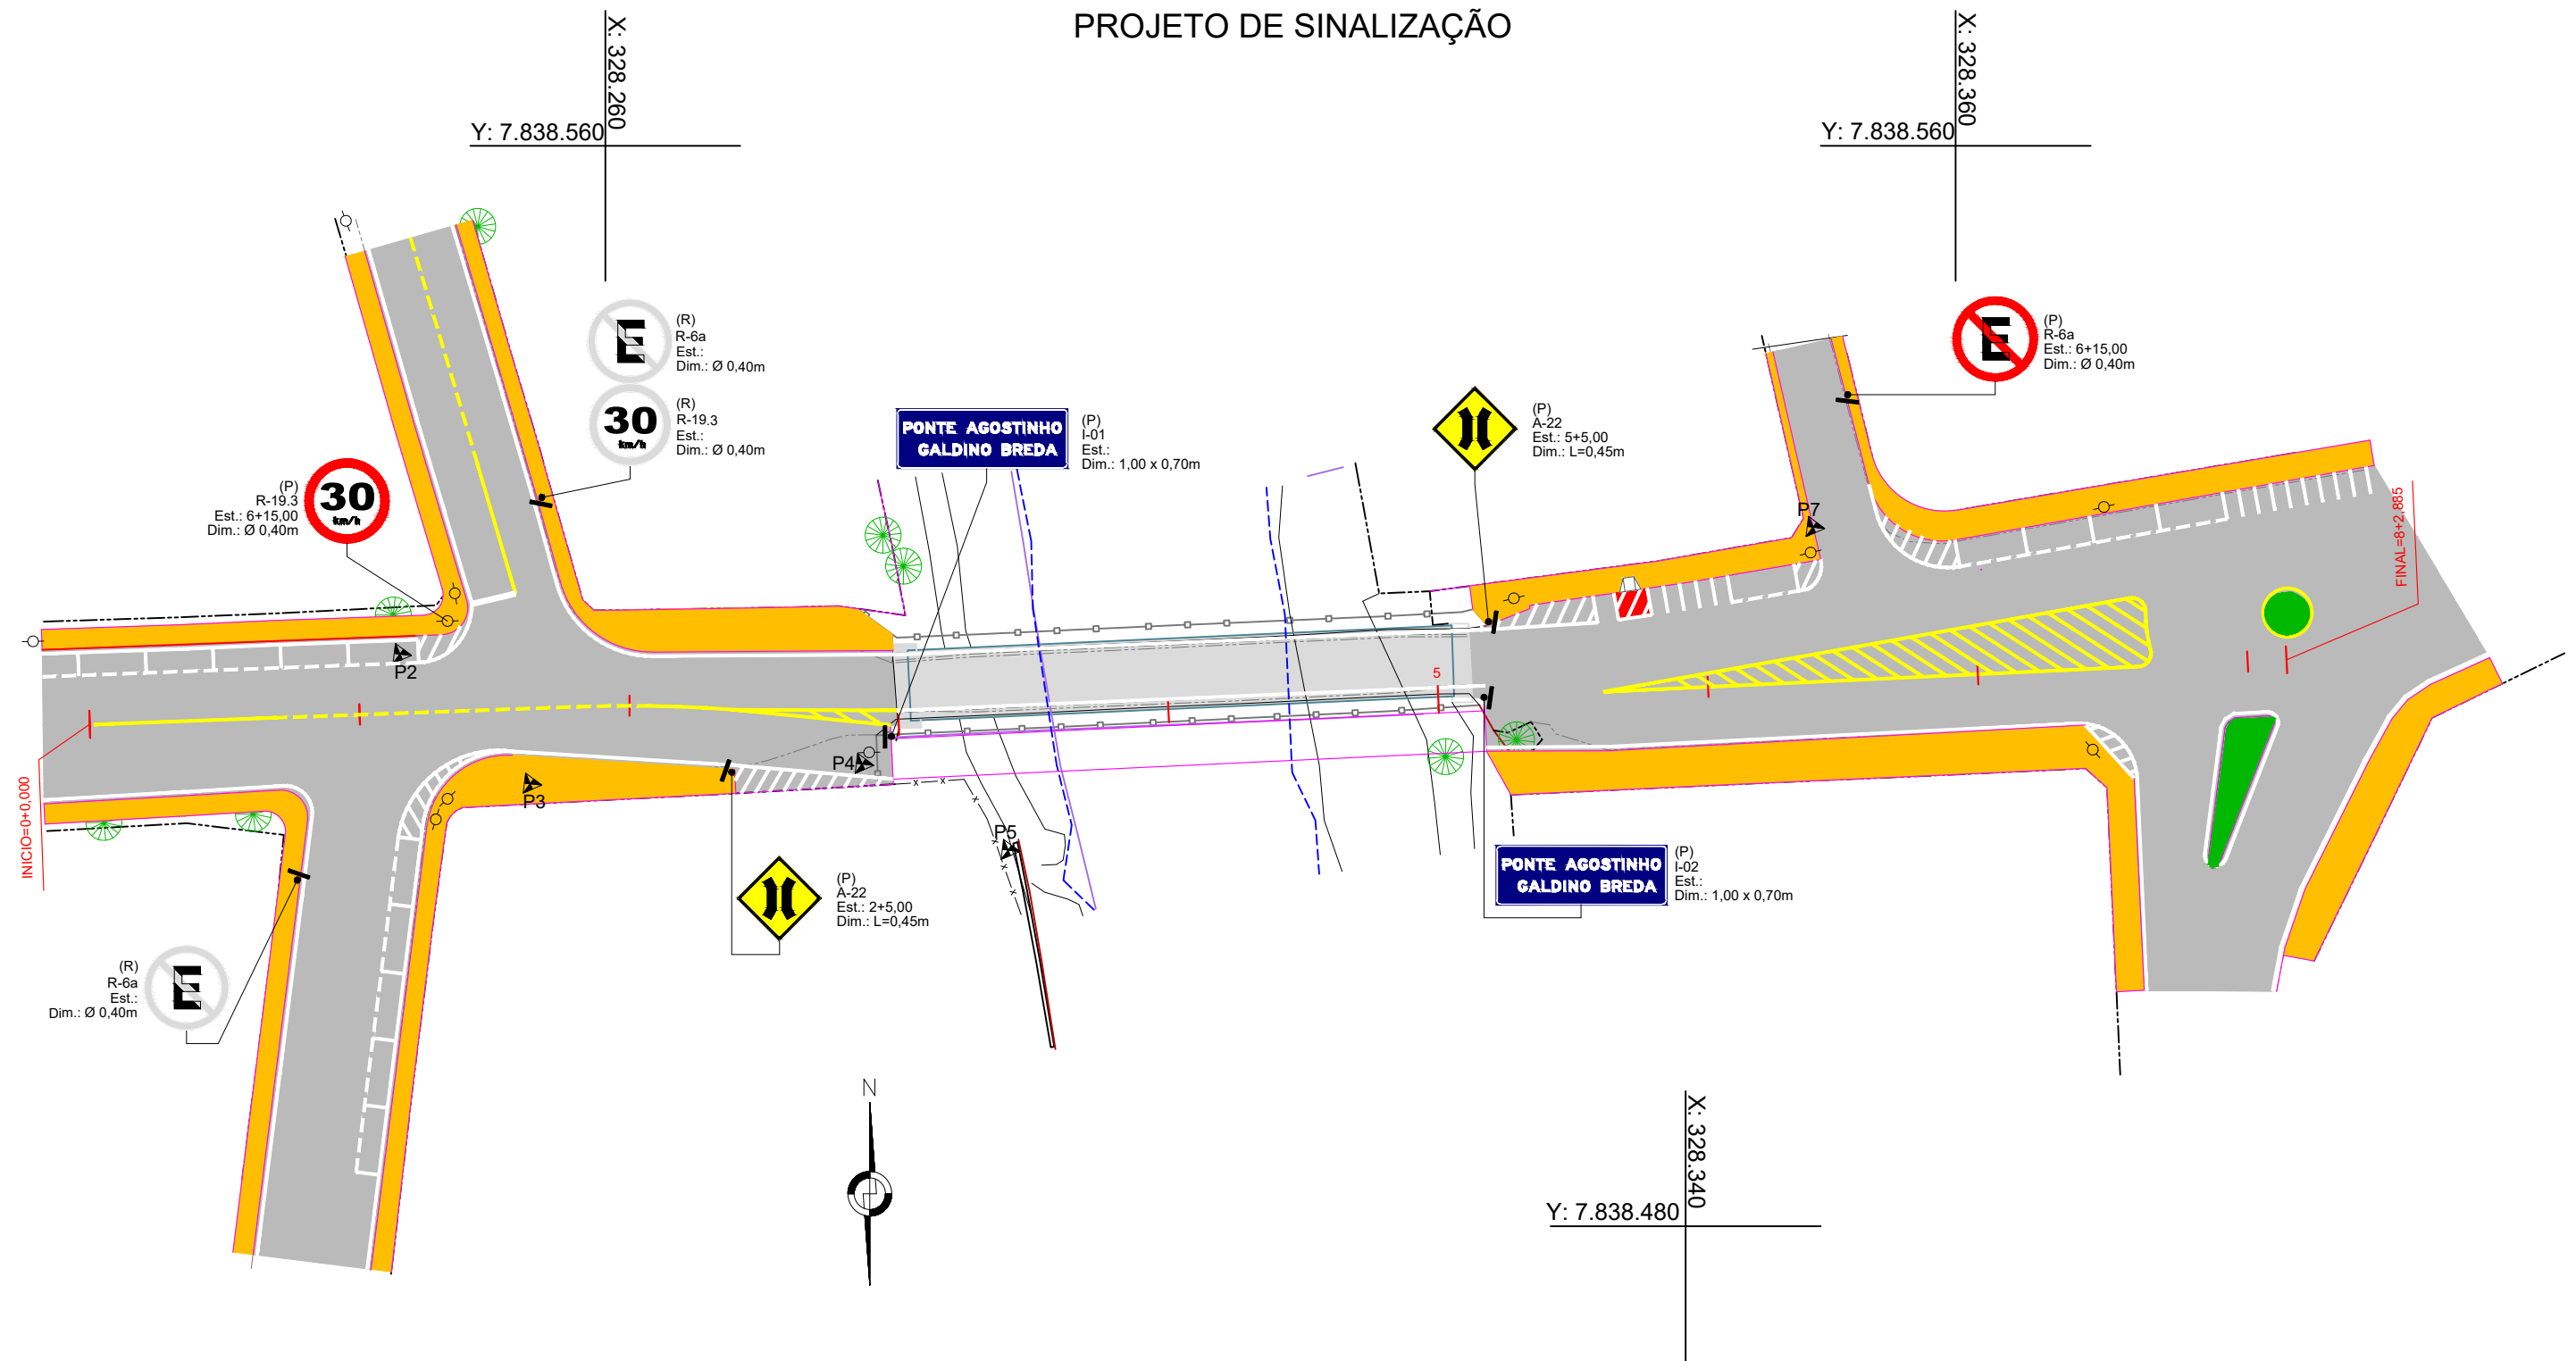 PROJETO DE SINALIZAÇÃO
X: 328.260
Y: 7.838.560
X: 328.360
Y: 7.838.560
E
(R)
R-6a
Est.:
Dim.: Ø 0,40m
30
km/h
(R)
R-19.3
Est.:
Dim.: Ø 0,40m
30
km/h
(P)
R-19.3
Est.: 6+15,00
Dim.: Ø 0,40m
PONTE AGOSTINHO
GALDINO BREDA
(P)
I-01
Est.:
Dim.: 1,00 x 0,70m
(P)
A-22
Est.: 5+5,00
Dim.: L=0,45m
E
(P)
R-6a
Est.: 6+15,00
Dim.: Ø 0,40m
P7
FINAL=8+2,885
P2
5
P4
P3
INICIO=0+0,000
P5
(P)
A-22
Est.: 2+5,00
Dim.: L=0,45m
PONTE AGOSTINHO
GALDINO BREDA
(P)
I-02
Est.:
Dim.: 1,00 x 0,70m
E
(R)
R-6a
Est.:
Dim.: Ø 0,40m
N
X: 328.340
Y: 7.838.480